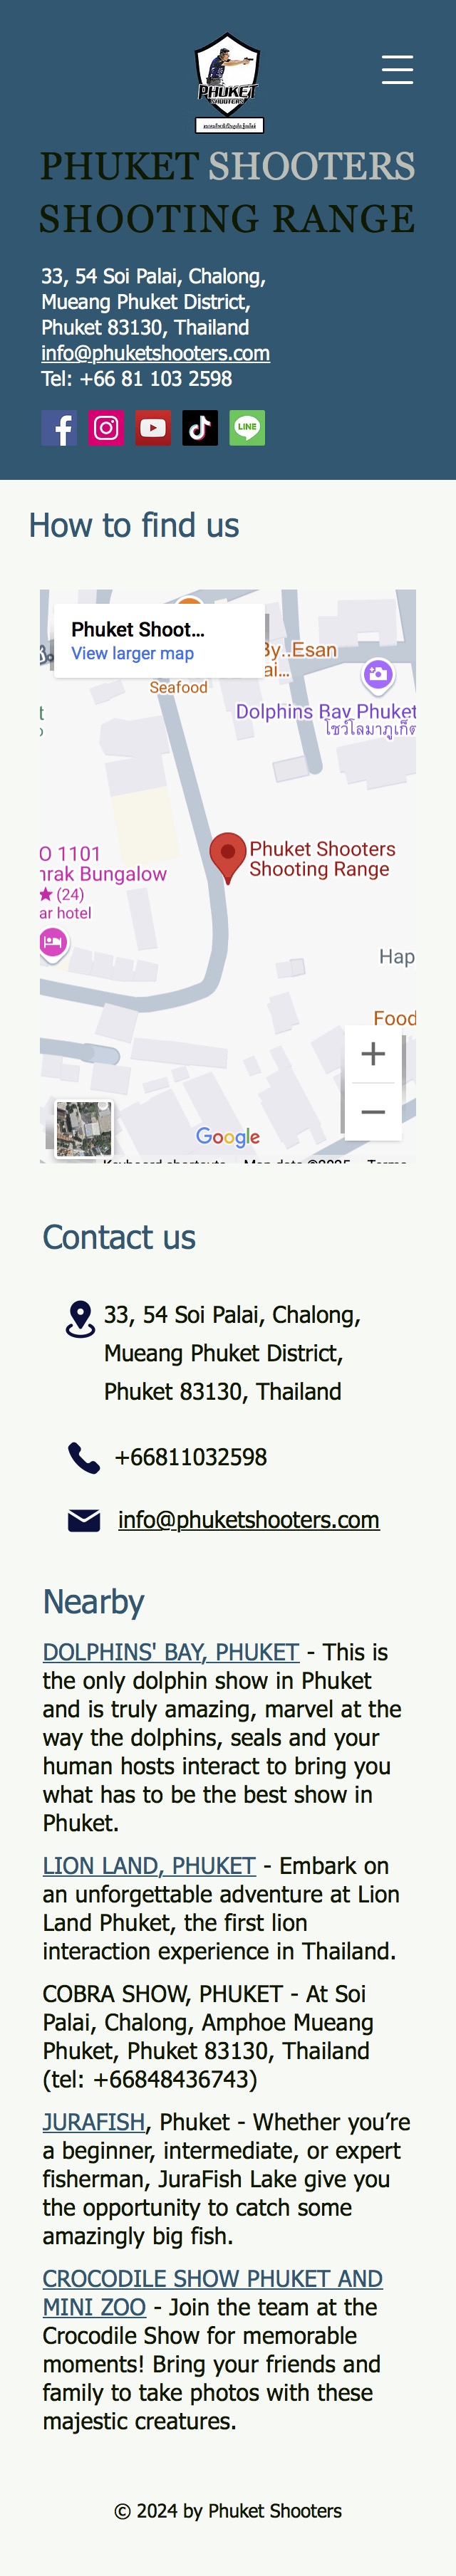 PHUKET
SHOOTERS
PHUKET SHOOTERS
SHOOTING RANGE
33, 54 Soi Palai, Chalong,
Mueang Phuket District,
Phuket 83130, Thailand
info@phuketshooters.com
Tel: +66 81 103 2598
LINE
How to find us
Phuket Shoot...
View larger map
By..Esan
ai...
Seafood
Dolphins Bay Phuket
โชว์โลมาภูเก็ต
O 1101
nrak Bungalow
(24)
ar hotel
Phuket Shooters
Shooting Range
Hap
Food
Google
Keyboard shortcuts Map data ©2025 Terms
Contact us
33, 54 Soi Palai, Chalong,
Mueang Phuket District,
Phuket 83130, Thailand
+66811032598
info@phuketshooters.com
Nearby
DOLPHINS' BAY, PHUKET - This is
the only dolphin show in Phuket
and is truly amazing, marvel at the
way the dolphins, seals and your
human hosts interact to bring you
what has to be the best show in
Phuket.
LION LAND, PHUKET - Embark on
an unforgettable adventure at Lion
Land Phuket, the first lion
interaction experience in Thailand.
COBRA SHOW, PHUKET - At Soi
Palai, Chalong, Amphoe Mueang
Phuket, Phuket 83130, Thailand
(tel: +66848436743)
JURAFISH, Phuket - Whether you’re
a beginner, intermediate, or expert
fisherman, JuraFish Lake give you
the opportunity to catch some
amazingly big fish.
CROCODILE SHOW PHUKET AND
MINI ZOO - Join the team at the
Crocodile Show for memorable
moments! Bring your friends and
family to take photos with these
majestic creatures.
© 2024 by Phuket Shooters